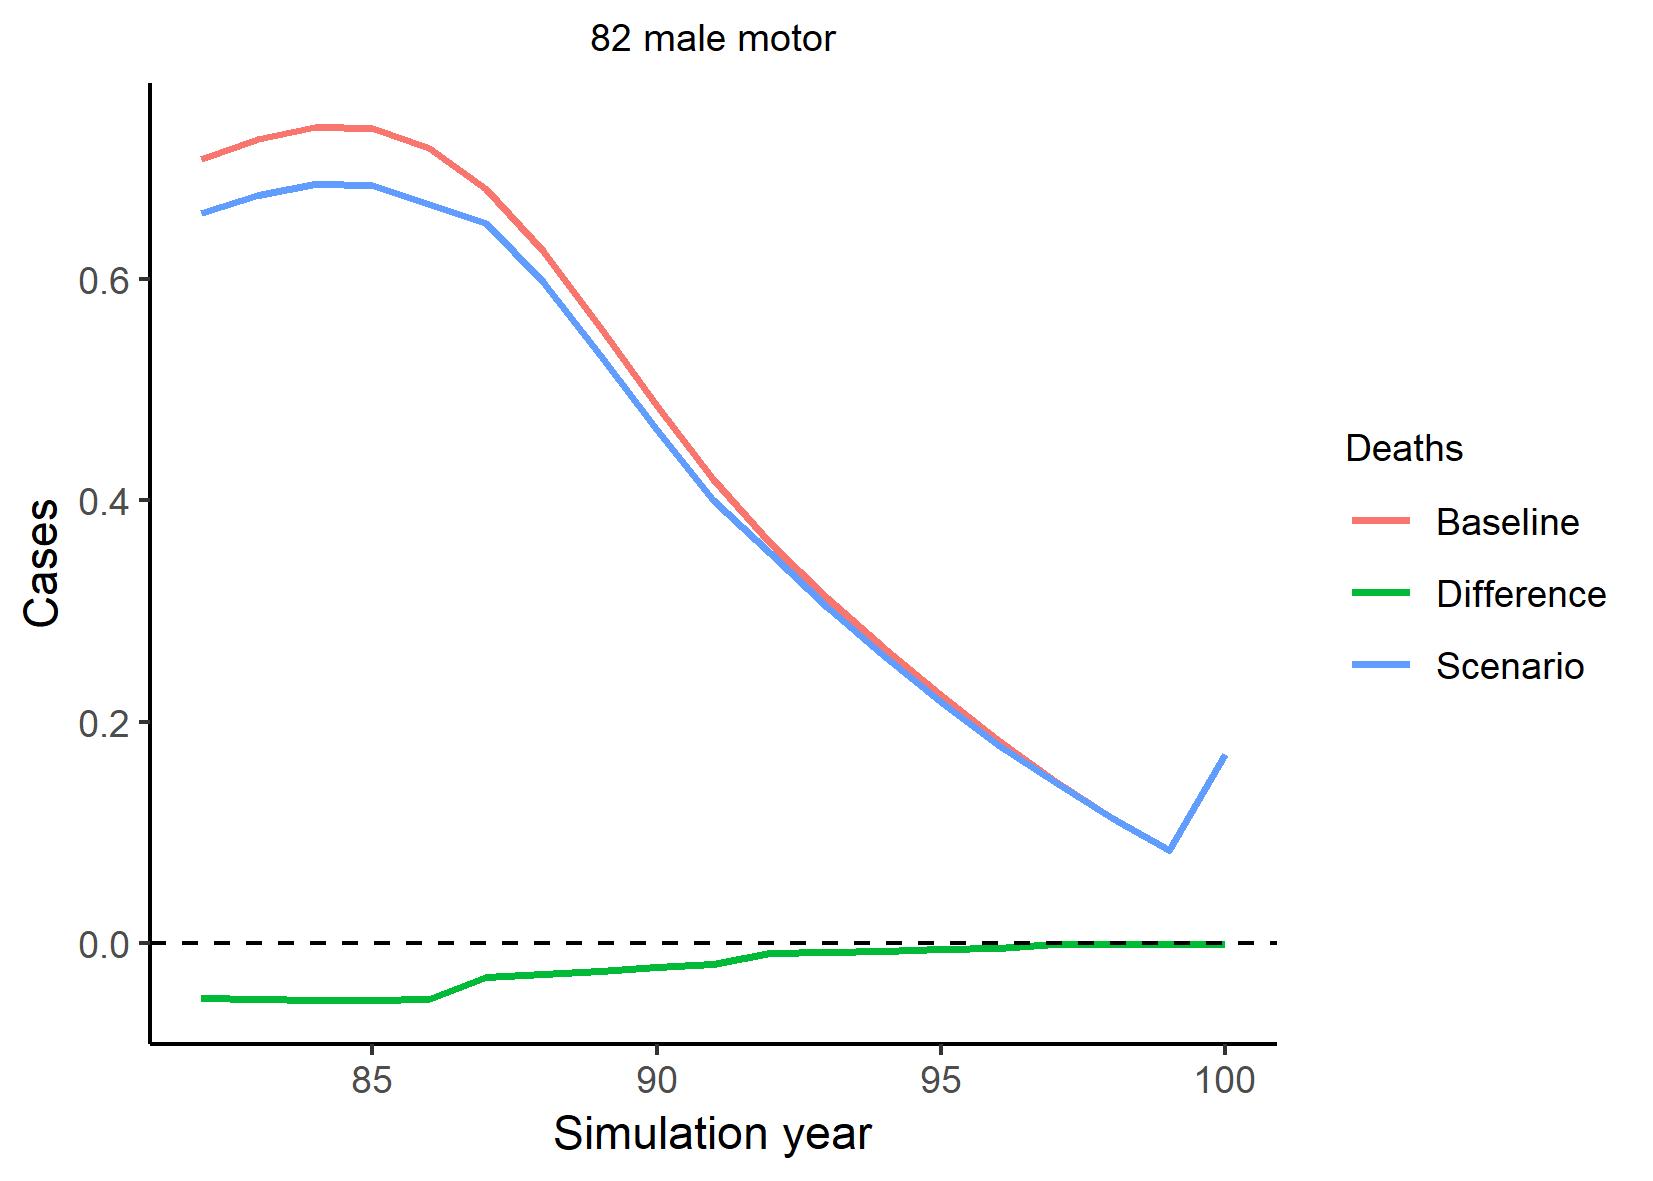 82 male motor
Cases
0.6
0.4
0.2
0.0
85
90
95
100
Simulation year
Deaths
Baseline
Difference
Scenario